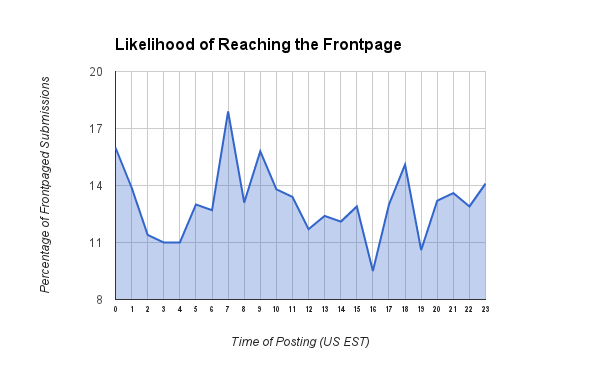 Likelihood of Reaching the Frontpage
Percentage of Frontpaged Submissions
20
17
14
11
8
0 1 2 3 4 5 6 7 8 9 10 11 12 13 14 15 16 17 18 19 20 21 22 23
Time of Posting (US EST)